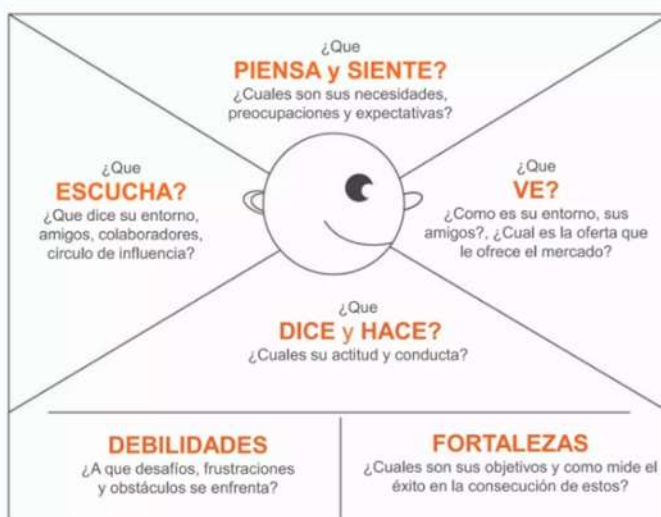 ¿Que
PIENSA y SIENTE?
¿Cuales son sus necesidades,
preocupaciones y expectativas?
¿Que
ESCUCHA?
¿Que dice su entorno,
amigos, colaboradores,
circulo de influencia?
¿Que
VE?
¿Como es su entorno, sus
amigos?, ¿Cual es la oferta que
le ofrece el mercado?
¿Que
DICE y HACE?
¿Cuales su actitud y conducta?
DEBILIDADES
¿A que desafíos, frustraciones
y obstáculos se enfrenta?
FORTALEZAS
¿Cuales son sus objetivos y como mide el
éxito en la consecución de estos?